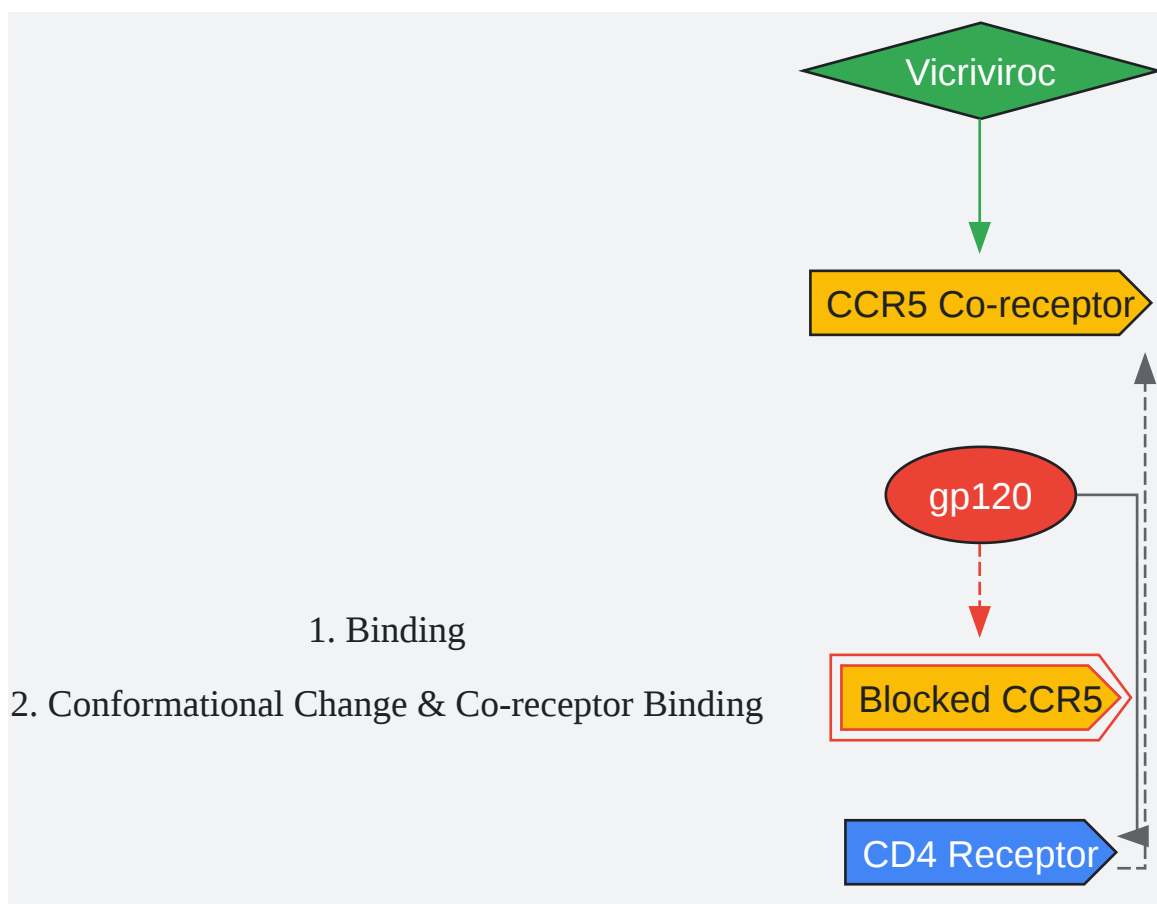 Vicriviroc
CCR5 Co-receptor
gp120
1. Binding
2. Conformational Change & Co-receptor Binding
Blocked CCR5
CD4 Receptor